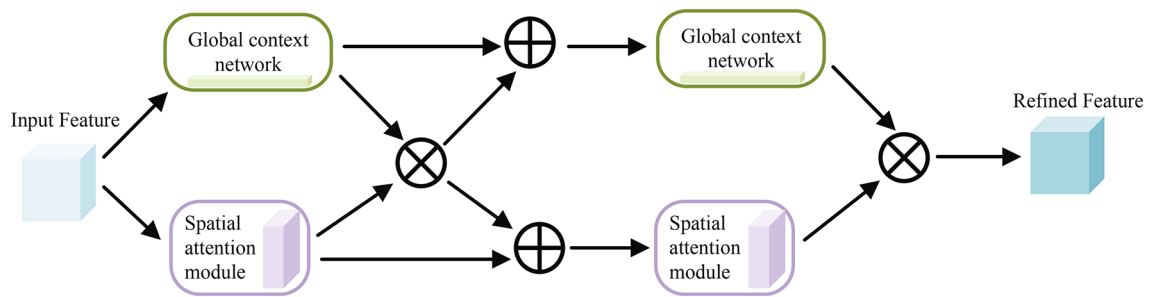 Input Feature
Global context
network
Spatial
attention
module
Global context
network
Spatial
attention
module
Refined Feature